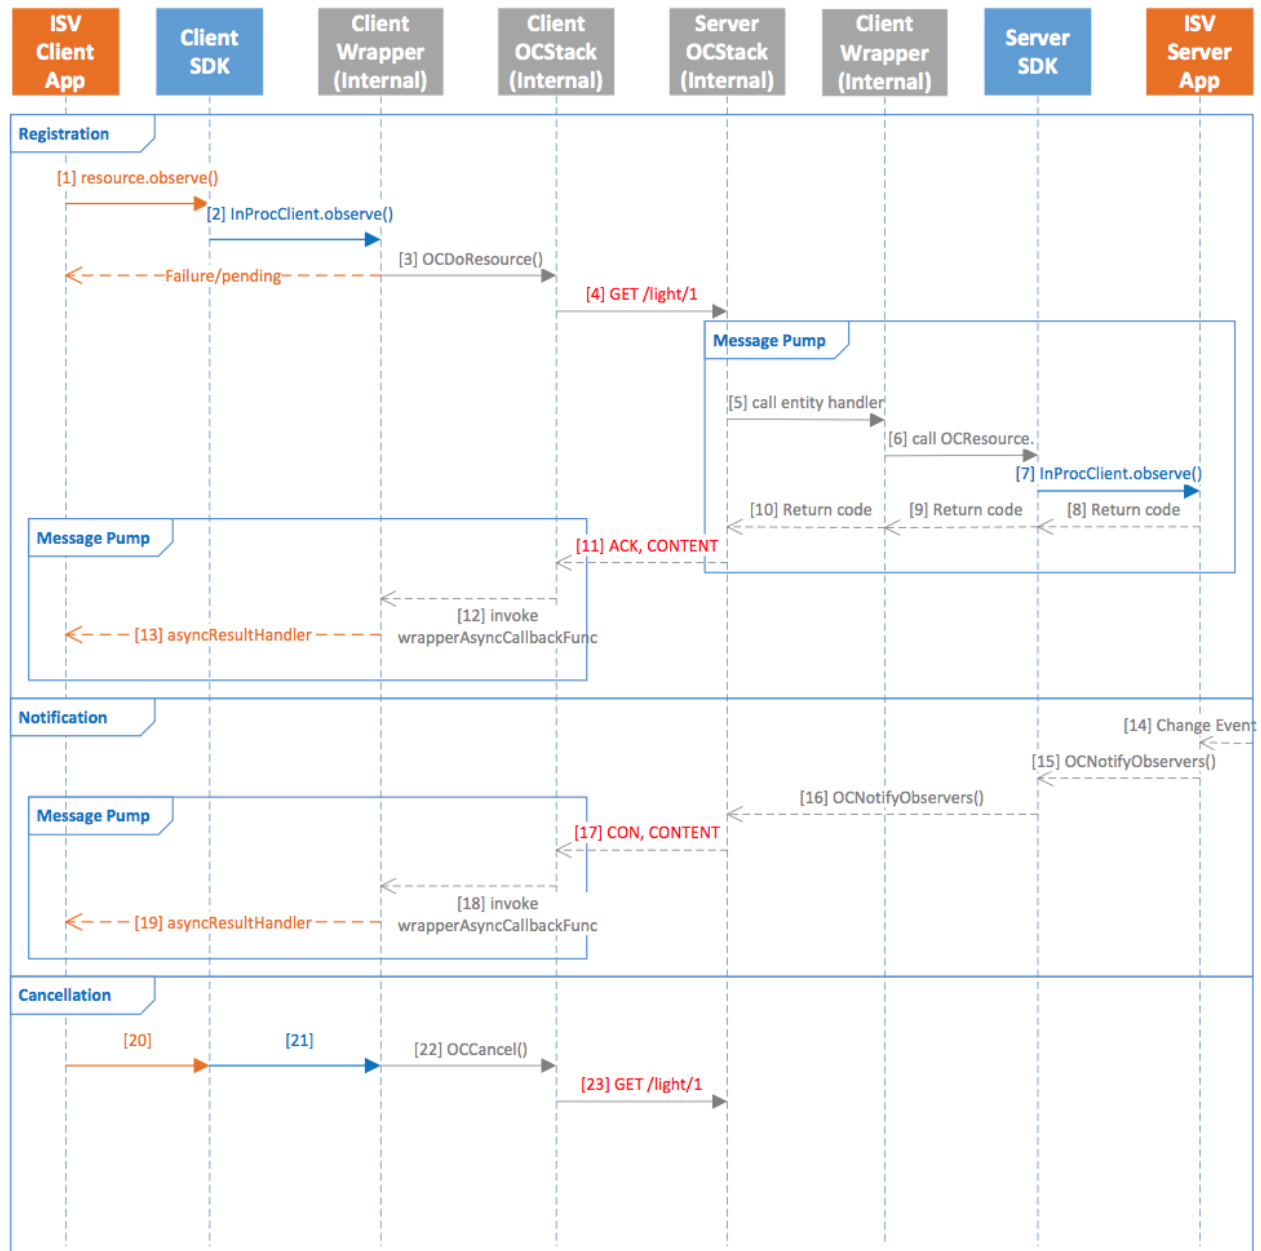 ISV
Client
App
Client
SDK
Client
Wrapper
(Internal)
Client
OCStack
(Internal)
Server
OCStack
(Internal)
Client
Wrapper
(Internal)
Server
SDK
ISV
Server
App
Registration
[1] resource.observe()
[2] InProcClient.observe()
[3] OCDoResource()
Failure/pending
[4] GET /light/1
Message Pump
[5] call entity handler
[6] call OCResource.
[7] InProcClient.observe()
[10] Return code
[9] Return code
[8] Return code
Message Pump
[11] ACK, CONTENT
[12] invoke
wrapperAsyncCallbackFunc
[13] asyncResultHandler
Notification
[14] Change Event
[15] OCNotifyObservers()
[16] OCNotifyObservers()
Message Pump
[17] CON, CONTENT
[18] invoke
wrapperAsyncCallbackFunc
[19] asyncResultHandler
Cancellation
[20]
[21]
[22] OCCancel()
[23] GET /light/1